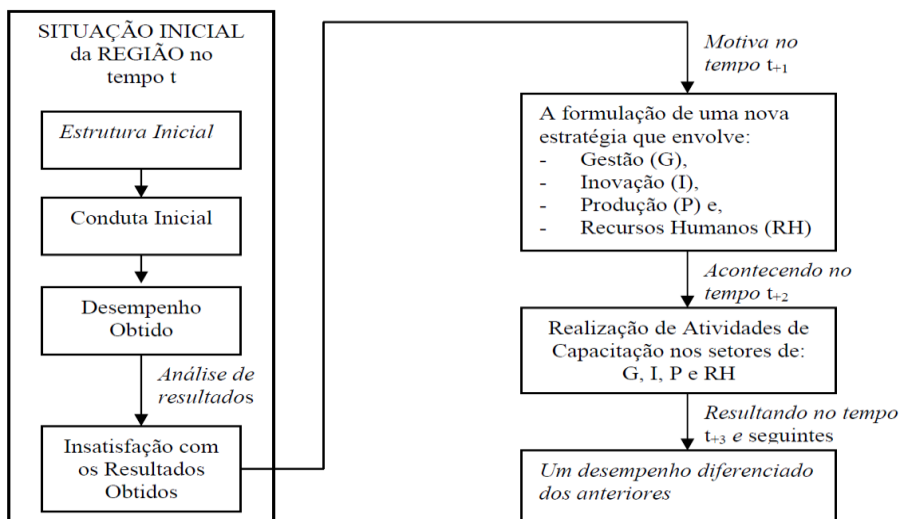 SITUAÇÃO INICIAL
da REGIÃO no
tempo t
Estrutura Inicial
Conduta Inicial
Desempenho
Obtido
Análise de
resultados
Insatisfação com
os Resultados
Obtidos
Motiva no
tempo t+1
A formulação de uma nova
estratégia que envolve:
- Gestão (G),
- Inovação (I),
- Produção (P) e,
- Recursos Humanos (RH)
Acontecendo no
tempo t+2
Realização de Atividades de
Capacitação nos setores de:
G, I, P e RH
Resultando no tempo
t+3 e seguintes
Um desempenho diferenciado
dos anteriores